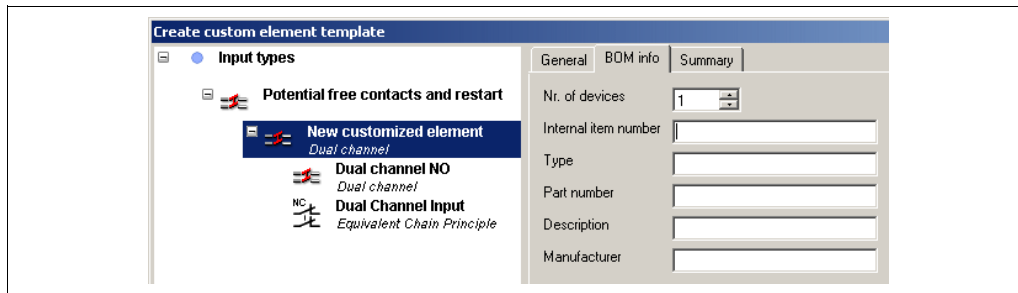 Create custom element template
Input types
Potential free contacts and restart
New customized element
Dual channel
Dual channel NO
Dual channel
NC
Dual Channel Input
Equivalent Chain Principle
General BOM info Summary
Nr. of devices 1
Internal item number
Type
Part number
Description
Manufacturer